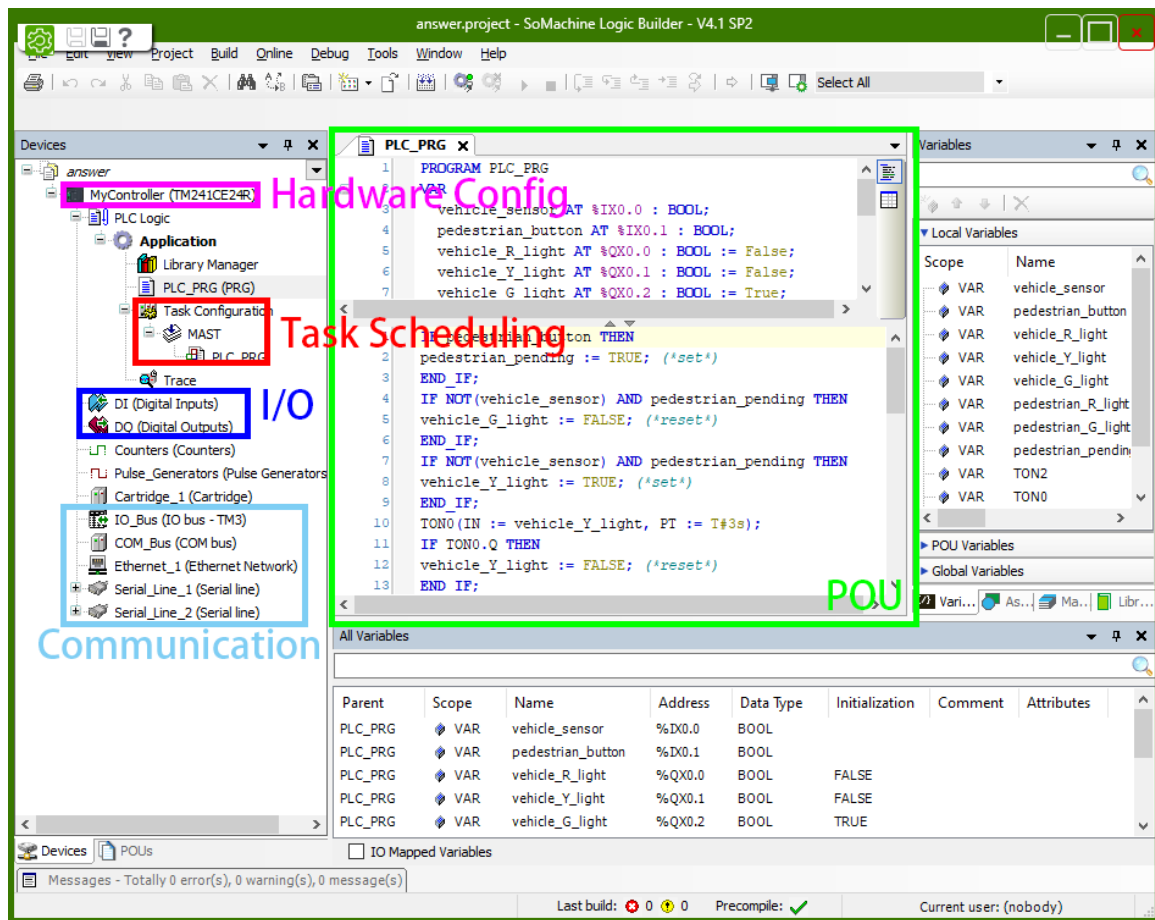 answer.project - SoMachine Logic Builder - V4.1 SP2
File Edit View Project Build Online Debug Tools Window Help
Select All
Devices
answer
MyController (TM241CE24R)
Hardware Config
PLC Logic
Application
Library Manager
PLC_PRG (PRG)
Task Configuration
MAST
PLC_PRG
Task Scheduling
Trace
DI (Digital Inputs)
DQ (Digital Outputs)
I/O
Counters (Counters)
Pulse_Generators (Pulse Generators
Cartridge_1 (Cartridge)
IO_Bus (IO bus - TM3)
COM_Bus (COM bus)
Ethernet_1 (Ethernet Network)
Serial_Line_1 (Serial line)
Serial_Line_2 (Serial line)
Communication
Devices POUs
PLC_PRG
1 PROGRAM PLC_PRG
2 VAR
3 vehicle_sensor AT %IX0.0 : BOOL;
4 pedestrian_button AT %IX0.1 : BOOL;
5 vehicle_R_light AT %QX0.0 : BOOL := False;
6 vehicle_Y_light AT %QX0.1 : BOOL := False;
7 vehicle_G_light AT %QX0.2 : BOOL := True;
1 IF pedestrian_button THEN
2 pedestrian_pending := TRUE; (*set*)
3 END_IF;
4 IF NOT(vehicle_sensor) AND pedestrian_pending THEN
5 vehicle_G_light := FALSE; (*reset*)
6 END_IF;
7 IF NOT(vehicle_sensor) AND pedestrian_pending THEN
8 vehicle_Y_light := TRUE; (*set*)
9 END_IF;
10 TON0(IN := vehicle_Y_light, PT := T#3s);
11 IF TON0.Q THEN
12 vehicle_Y_light := FALSE; (*reset*)
13 END_IF;
POU
Variables
Local Variables
Scope Name
VAR vehicle_sensor
VAR pedestrian_button
VAR vehicle_R_light
VAR vehicle_Y_light
VAR vehicle_G_light
VAR pedestrian_R_light
VAR pedestrian_G_light
VAR pedestrian_pendin
VAR TON2
VAR TON0
POU Variables
Global Variables
Vari... As... Ma... Libr...
All Variables
Parent Scope Name Address Data Type Initialization Comment Attributes
PLC_PRG VAR vehicle_sensor %IX0.0 BOOL
PLC_PRG VAR pedestrian_button %IX0.1 BOOL
PLC_PRG VAR vehicle_R_light %QX0.0 BOOL FALSE
PLC_PRG VAR vehicle_Y_light %QX0.1 BOOL FALSE
PLC_PRG VAR vehicle_G_light %QX0.2 BOOL TRUE
IO Mapped Variables
Messages - Totally 0 error(s), 0 warning(s), 0 message(s)
Last build: 0 0 Precompile: Current user: (nobody)